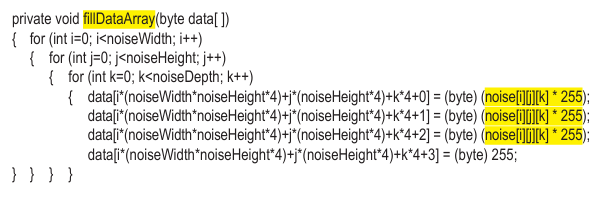 private void fillDataArray(byte data[ ])
{ for (int i=0; i<noiseWidth; i++)
{ for (int j=0; j<noiseHeight; j++)
{ for (int k=0; k<noiseDepth; k++)
{ data[i*(noiseWidth*noiseHeight*4)+j*(noiseHeight*4)+k*4+0] = (byte) (noise[i][j][k] * 255);
data[i*(noiseWidth*noiseHeight*4)+j*(noiseHeight*4)+k*4+1] = (byte) (noise[i][j][k] * 255);
data[i*(noiseWidth*noiseHeight*4)+j*(noiseHeight*4)+k*4+2] = (byte) (noise[i][j][k] * 255);
data[i*(noiseWidth*noiseHeight*4)+j*(noiseHeight*4)+k*4+3] = (byte) 255;
} } } }